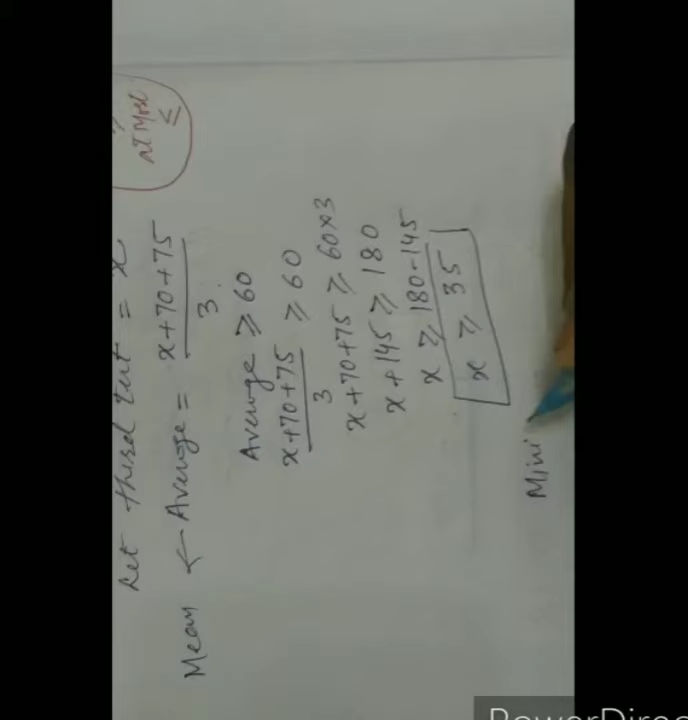 Let third test = x
Mean ← Average = x+70+75 / 3
at Most ≤
Average ≥ 60
x+70+75 / 3 ≥ 60
x+70+75 ≥ 60×3
x+145 ≥ 180
x ≥ 180-145
x ≥ 35
Mini
PowerDirec